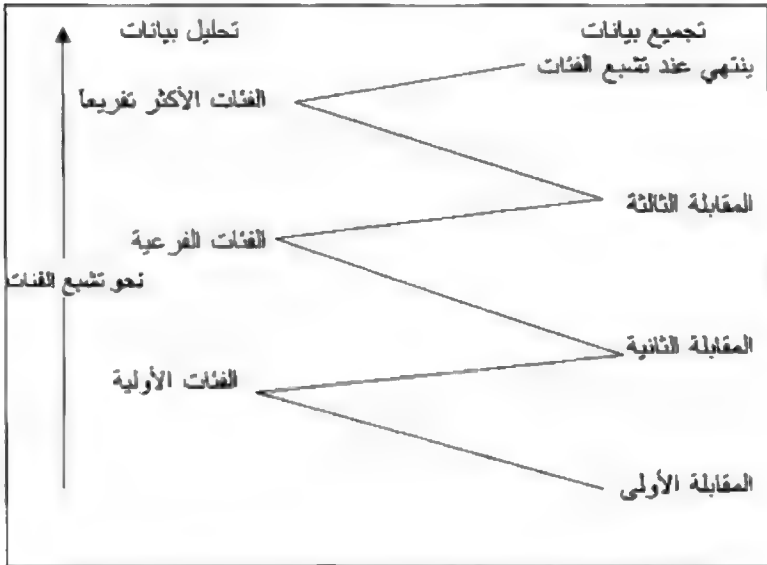 تجميع بيانات
تحليل بيانات
ينتهي عند تشبع الفئات
الفئات الأكثر تفريعاً
المقابلة الثالثة
الفئات الفرعية
نحو تشبع الفئات
المقابلة الثانية
الفئات الأولية
المقابلة الأولى